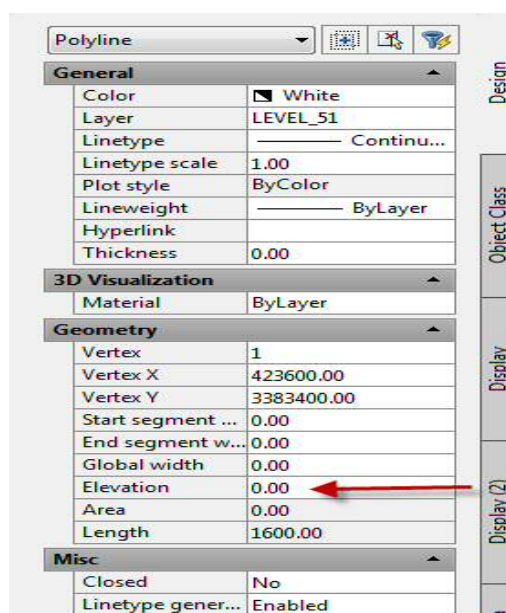 Polyline
General
Color White
Layer LEVEL_51
Linetype Continu...
Linetype scale 1.00
Plot style ByColor
Lineweight ByLayer
Hyperlink
Thickness 0.00
3D Visualization
Material ByLayer
Geometry
Vertex 1
Vertex X 423600.00
Vertex Y 3383400.00
Start segment ... 0.00
End segment w... 0.00
Global width 0.00
Elevation 0.00
Area 0.00
Length 1600.00
Misc
Closed No
Linetype gener... Enabled
Design
Object Class
Display
Display (2)